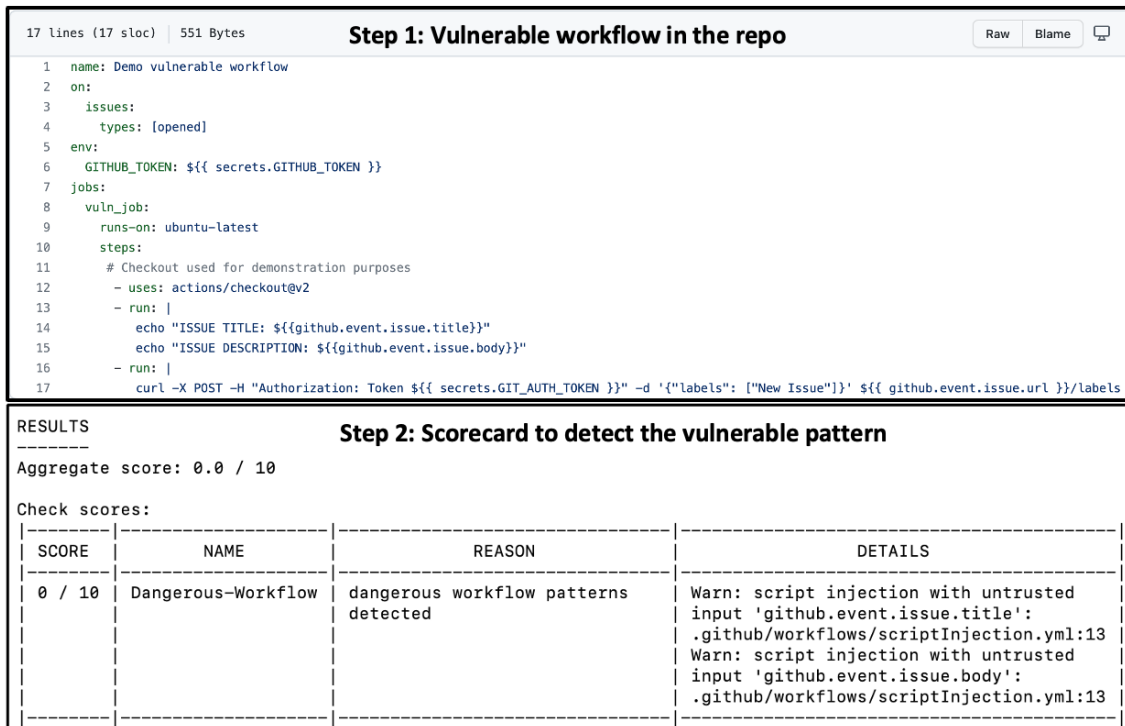 17 lines (17 sloc) 551 Bytes Step 1: Vulnerable workflow in the repo Raw Blame
1 name: Demo vulnerable workflow
2 on:
3 issues:
4 types: [opened]
5 env:
6 GITHUB_TOKEN: ${{ secrets.GITHUB_TOKEN }}
7 jobs:
8 vuln_job:
9 runs-on: ubuntu-latest
10 steps:
11 # Checkout used for demonstration purposes
12 - uses: actions/checkout@v2
13 - run: |
14 echo "ISSUE TITLE: ${{github.event.issue.title}}"
15 echo "ISSUE DESCRIPTION: ${{github.event.issue.body}}"
16 - run: |
17 curl -X POST -H "Authorization: Token ${{ secrets.GIT_AUTH_TOKEN }}" -d '{"labels": ["New Issue"]}' ${{ github.event.issue.url }}/labels
RESULTS
-------
Step 2: Scorecard to detect the vulnerable pattern
Aggregate score: 0.0 / 10
Check scores:
SCORE | NAME | REASON | DETAILS
0 / 10 | Dangerous-Workflow | dangerous workflow patterns | Warn: script injection with untrusted
detected | input 'github.event.issue.title':
.github/workflows/scriptInjection.yml:13
Warn: script injection with untrusted
input 'github.event.issue.body':
.github/workflows/scriptInjection.yml:13